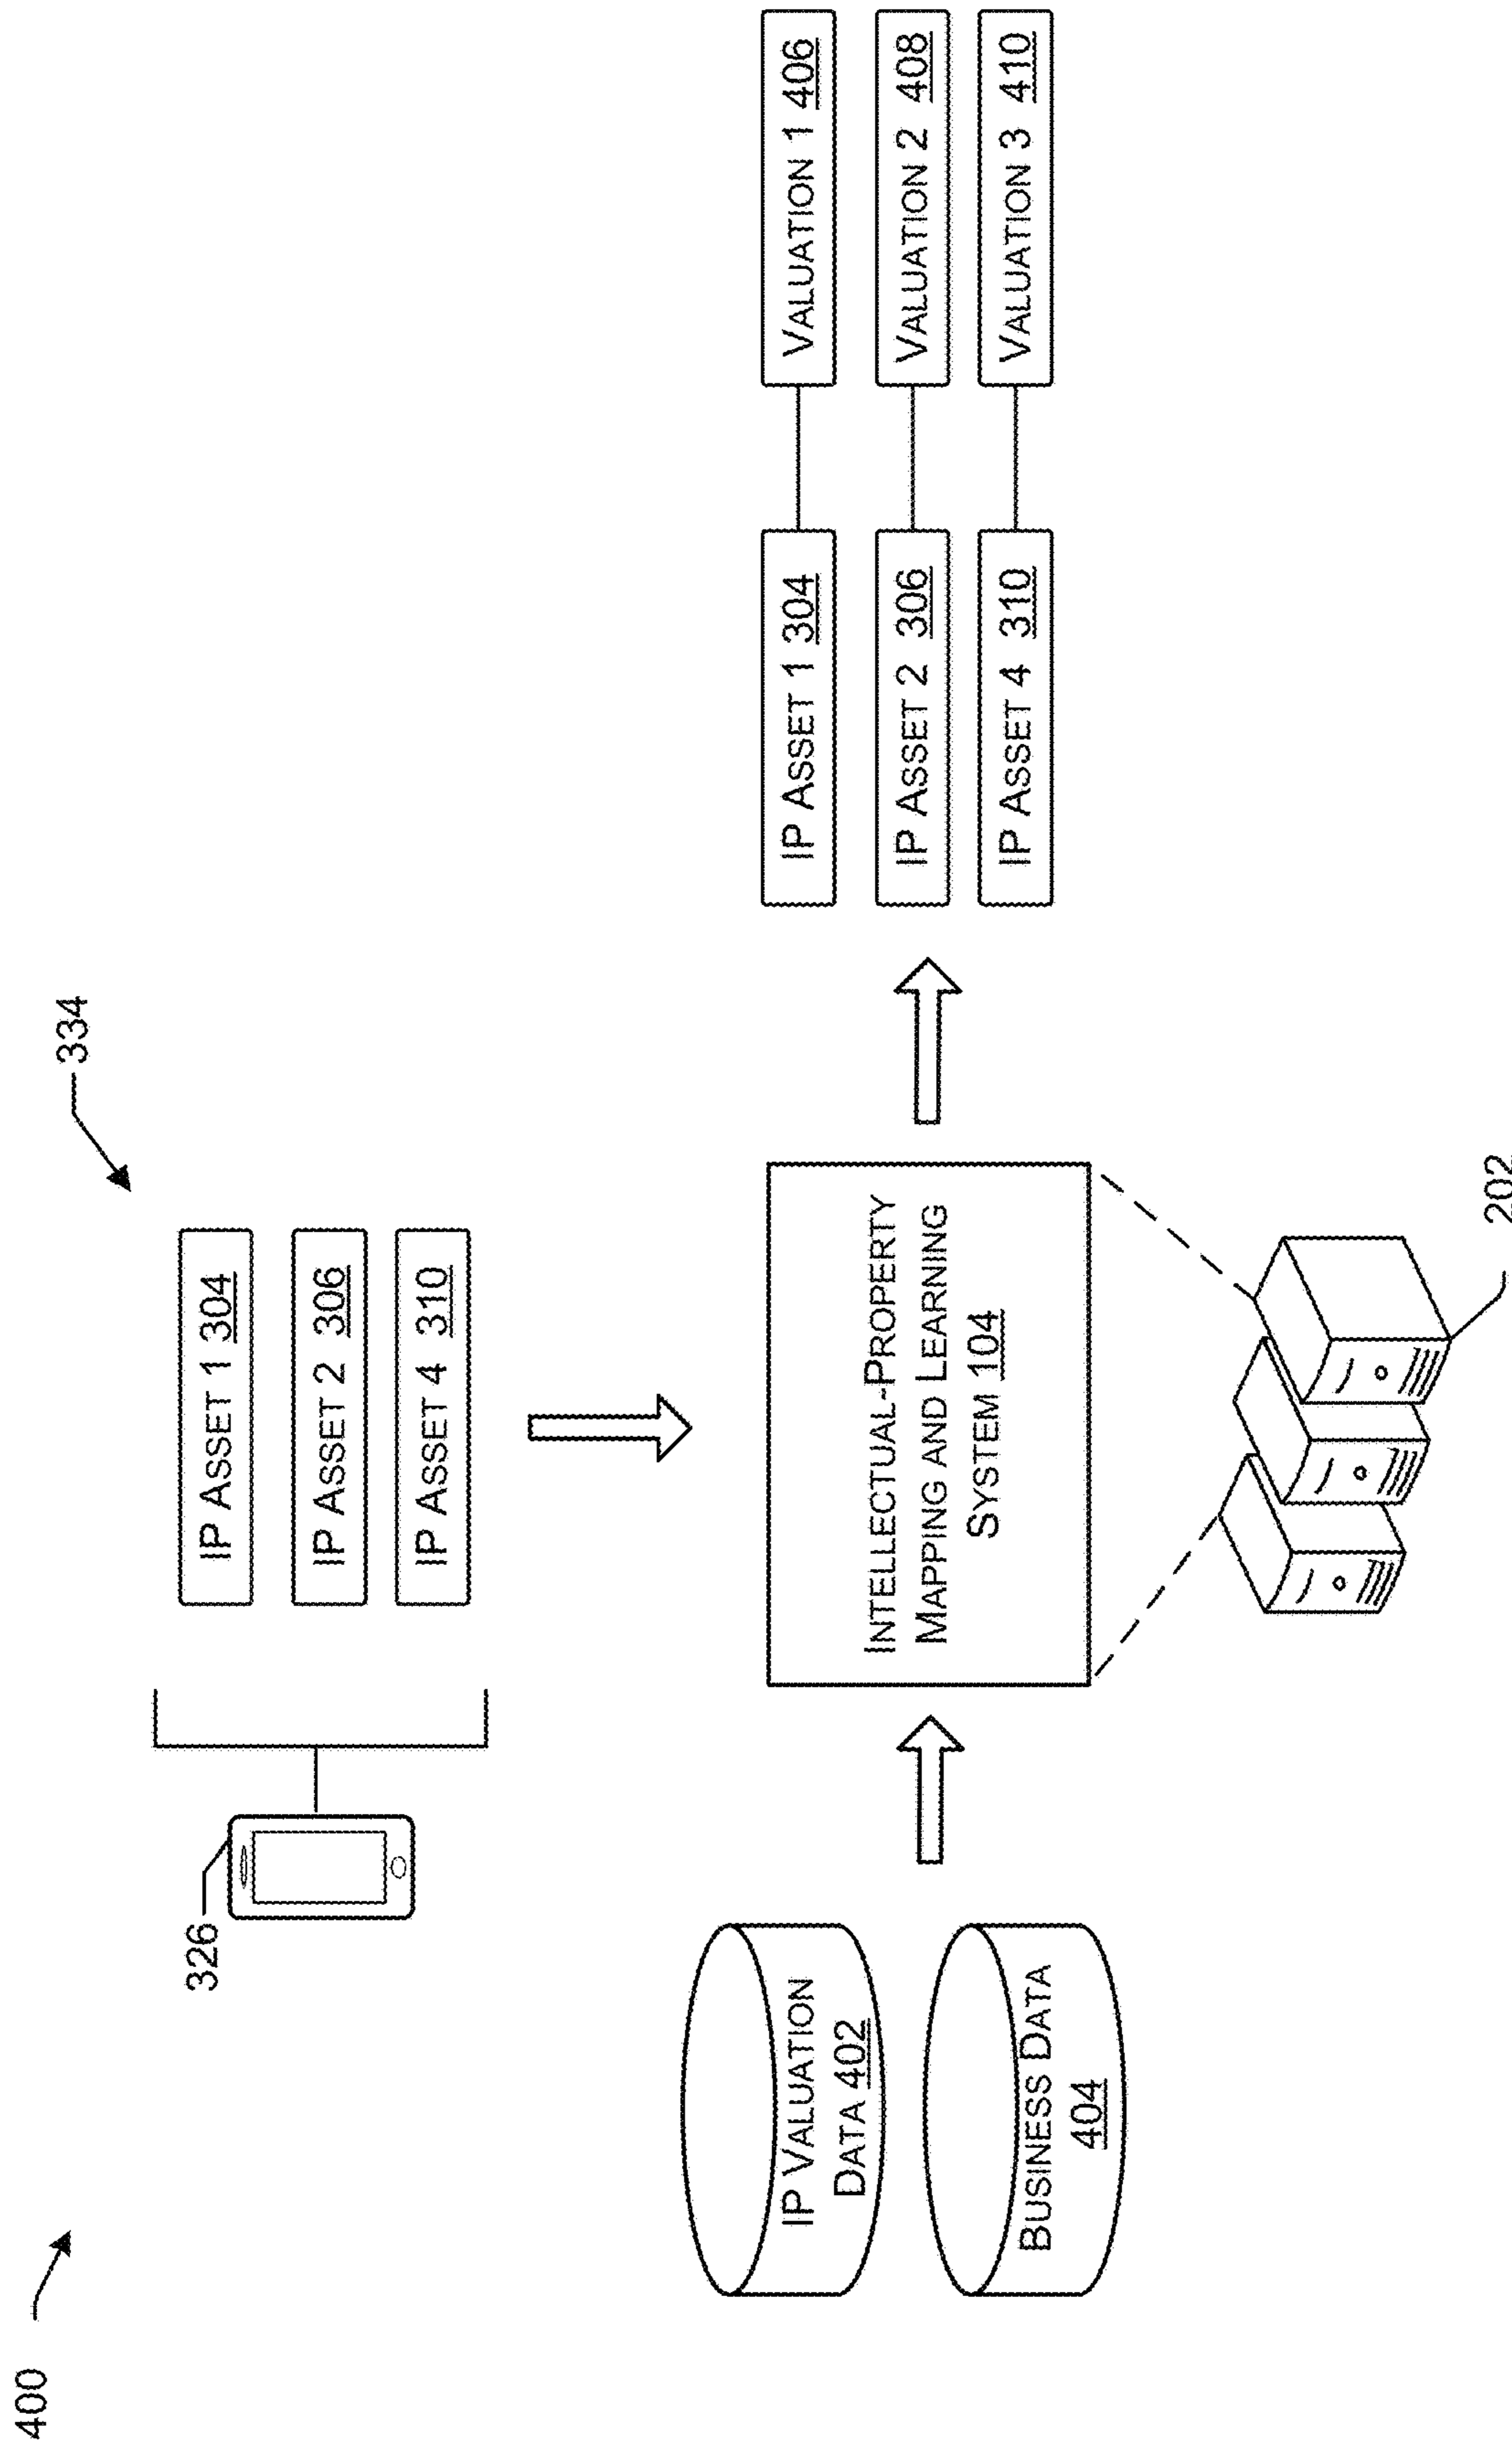 400
334
326
IP ASSET 1 304
IP ASSET 2 306
IP ASSET 4 310
IP VALUATION
DATA 402
BUSINESS DATA
404
INTELLECTUAL-PROPERTY
MAPPING AND LEARNING
SYSTEM 104
IP ASSET 1 304
VALUATION 1 406
IP ASSET 2 306
VALUATION 2 408
IP ASSET 4 310
VALUATION 3 410
202